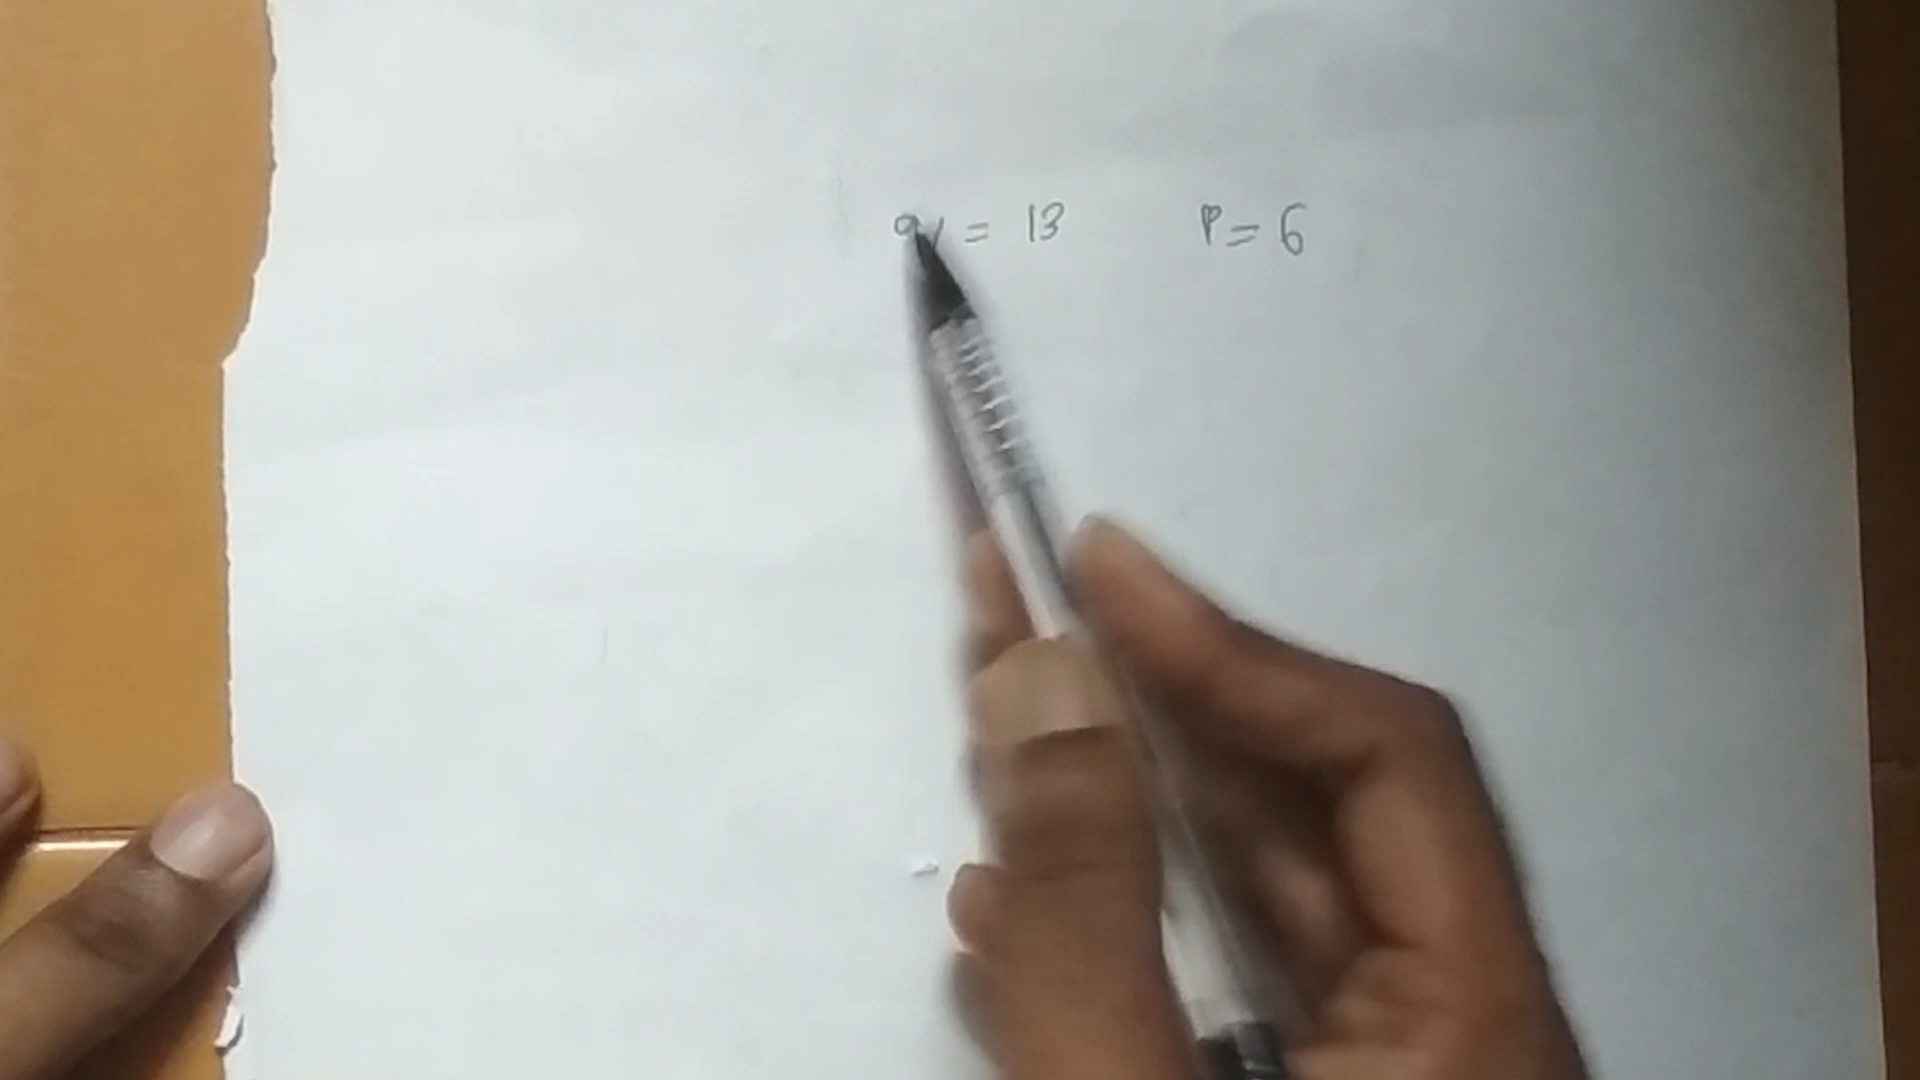 q = 13 P = 6